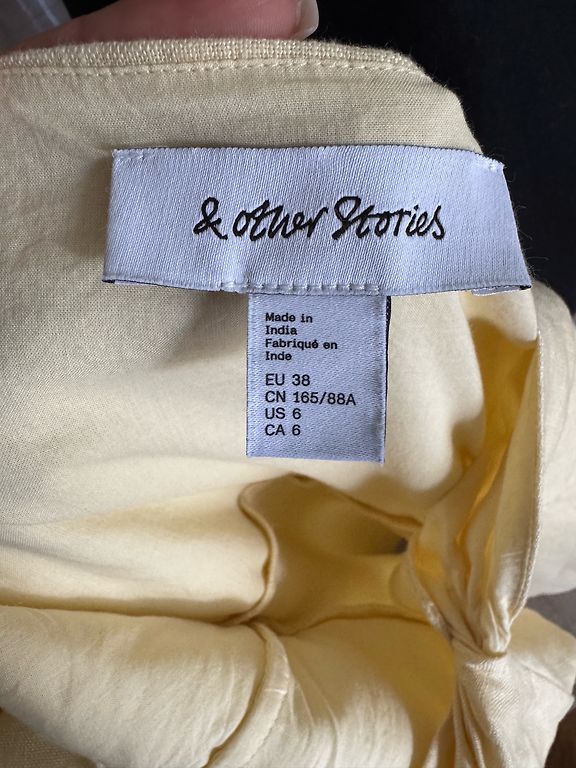 & other Stories
Made in
India
Fabriqué en
Inde
EU 38
CN 165/88A
US 6
CA 6